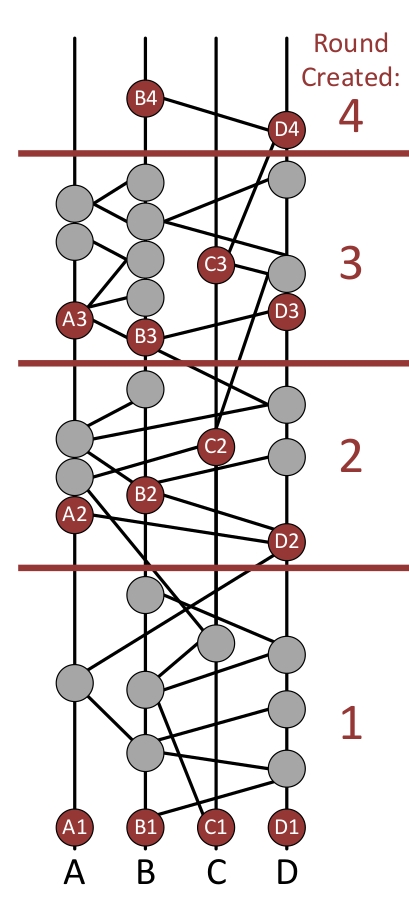 Round
Created:
B4
D4
4
C3
3
A3
B3
D3
C2
2
B2
A2
D2
1
A1 B1 C1 D1
A B C D